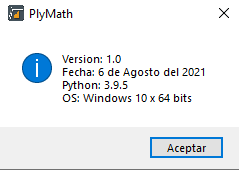 PlyMath
Version: 1.0
Fecha: 6 de Agosto del 2021
Python: 3.9.5
OS: Windows 10 x 64 bits
Aceptar